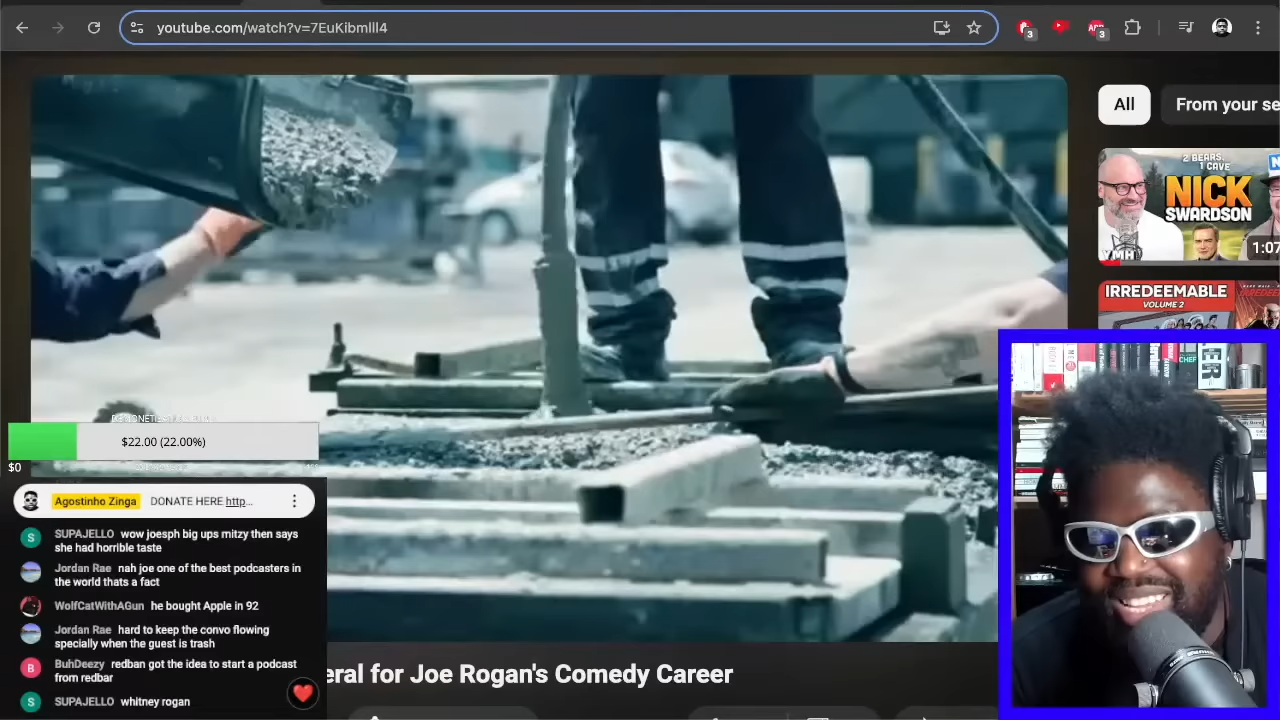 youtube.com/watch?v=7EuKibmlll4
3
3
All
From your se
2 BEARS,
1 CAVE
NICK
SWARDSON
YMH
1:07
IRREDEEMABLE
VOLUME 2
$22.00 (22.00%)
$0
Agostinho Zinga DONATE HERE http...
SUPAJELLO wow joesph big ups mitzy then says
she had horrible taste
Jordan Rae nah joe one of the best podcasters in
the world thats a fact
WolfCatWithAGun he bought Apple in 92
Jordan Rae hard to keep the convo flowing
specially when the guest is trash
BuhDeezy redban got the idea to start a podcast
from redbar
SUPAJELLO whitney rogan
eral for Joe Rogan's Comedy Career
CHEF